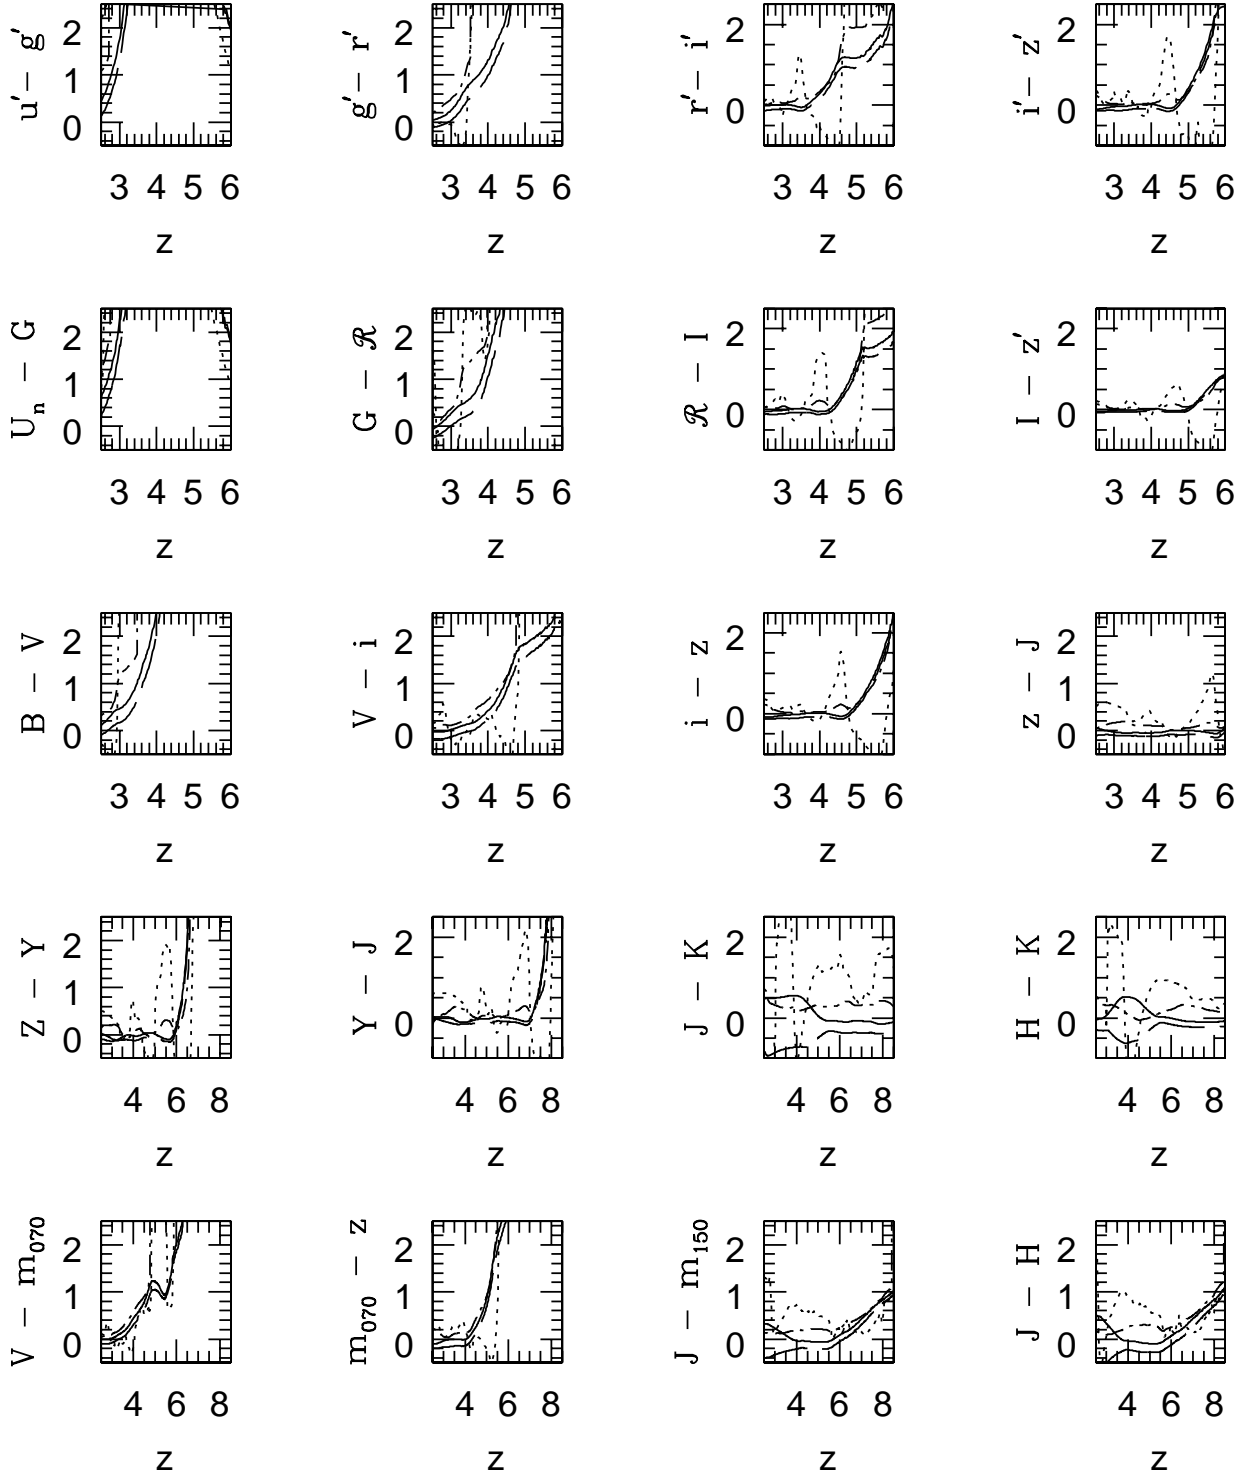 u′ − g′
2
1
0
3 4 5 6
z
g′ − r′
2
1
0
3 4 5 6
z
r′ − i′
2
0
3 4 5 6
z
i′ − z′
2
0
3 4 5 6
z
Uₙ − G
2
1
0
3 4 5 6
z
G − ℛ
2
1
0
3 4 5 6
z
ℛ − I
2
0
3 4 5 6
z
I − z′
2
0
3 4 5 6
z
B − V
2
1
0
3 4 5 6
z
V − i
2
1
0
3 4 5 6
z
i − z
2
0
3 4 5 6
z
z − J
2
1
0
3 4 5 6
z
Z − Y
2
1
0
4 6 8
z
Y − J
2
0
4 6 8
z
J − K
2
0
4 6 8
z
H − K
2
0
4 6 8
z
V − m₀₇₀
2
1
0
4 6 8
z
m₀₇₀ − z
2
1
0
4 6 8
z
J − m₁₅₀
2
1
0
4 6 8
z
J − H
2
1
0
4 6 8
z